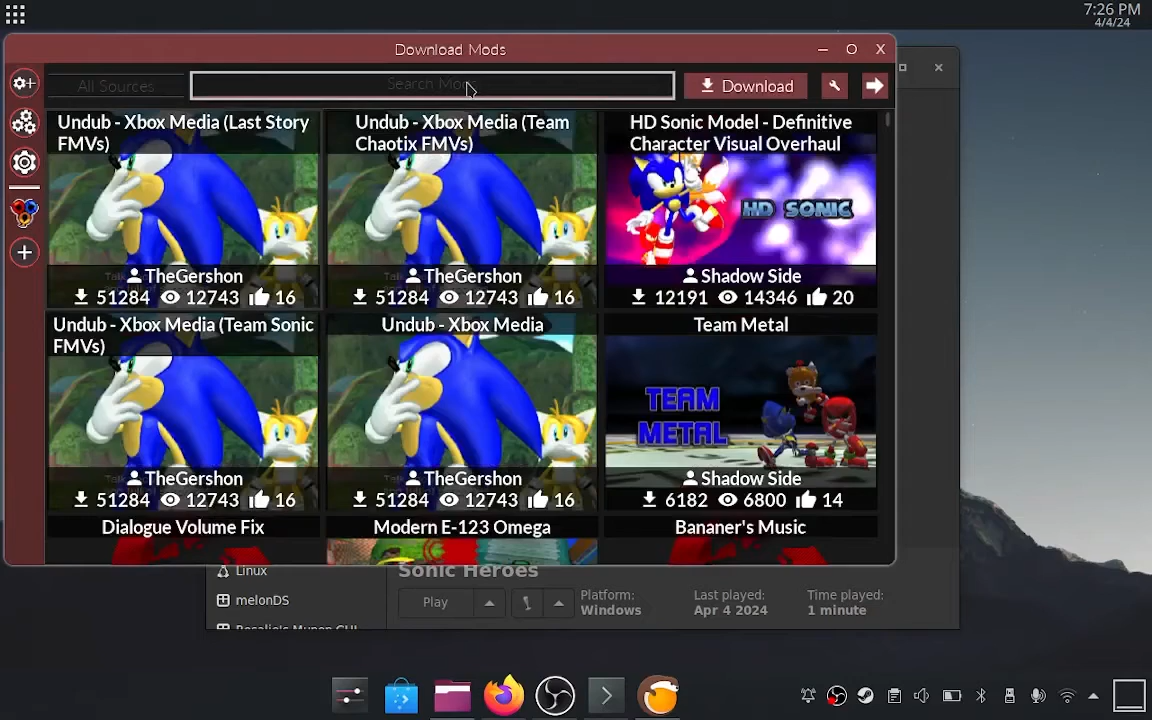 7:26 PM
4/4/24
Download Mods
All Sources
Search Mods
Download
Undub - Xbox Media (Last Story
FMVs)
TheGershon
51284 12743 16
Undub - Xbox Media (Team
Chaotix FMVs)
TheGershon
51284 12743 16
HD Sonic Model - Definitive
Character Visual Overhaul
HD SONIC
Shadow Side
12191 14346 20
Undub - Xbox Media (Team Sonic
FMVs)
TheGershon
51284 12743 16
Undub - Xbox Media
TheGershon
51284 12743 16
Team Metal
TEAM
METAL
Shadow Side
6182 6800 14
Dialogue Volume Fix
Modern E-123 Omega
Bananer's Music
Linux
melonDS
Rosalie's Mupen GUI
Sonic Heroes
Play
Platform:
Windows
Last played:
Apr 4 2024
Time played:
1 minute